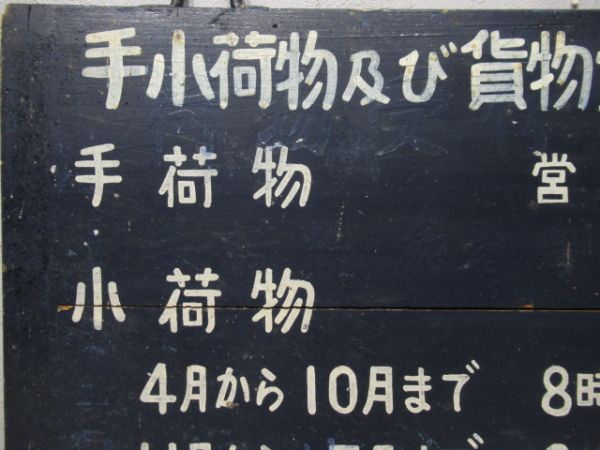 手小荷物及び貨物
手荷物 営
小荷物
4月から10月まで 8時